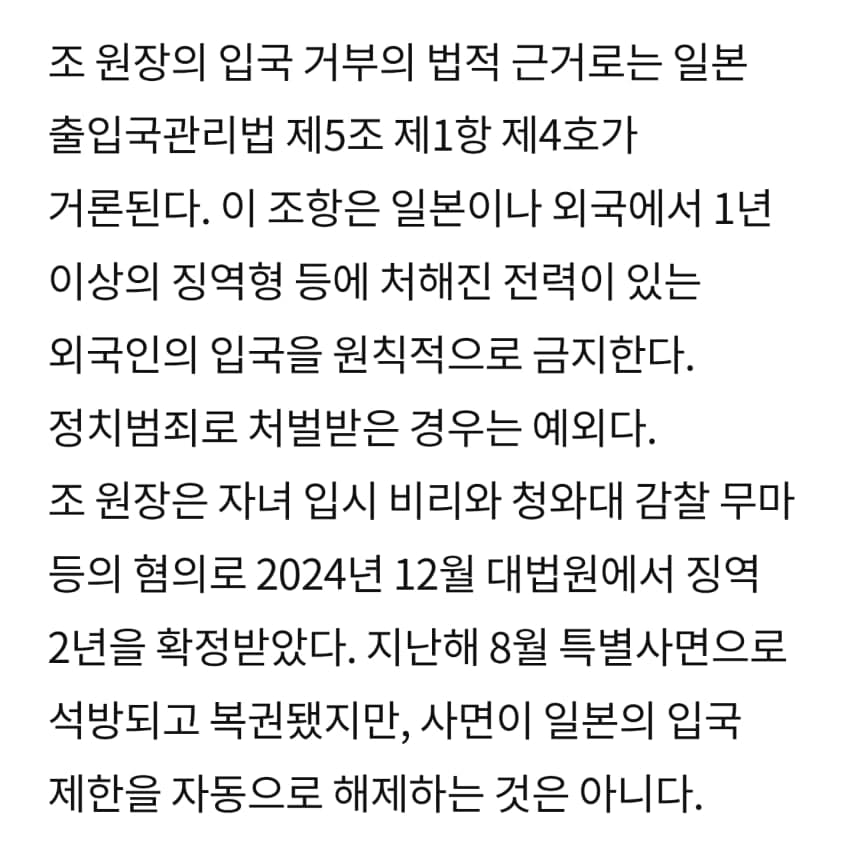 조 원장의 입국 거부의 법적 근거로는 일본
출입국관리법 제5조 제1항 제4호가
거론된다. 이 조항은 일본이나 외국에서 1년
이상의 징역형 등에 처해진 전력이 있는
외국인의 입국을 원칙적으로 금지한다.
정치범죄로 처벌받은 경우는 예외다.
조 원장은 자녀 입시 비리와 청와대 감찰 무마
등의 혐의로 2024년 12월 대법원에서 징역
2년을 확정받았다. 지난해 8월 특별사면으로
석방되고 복권됐지만, 사면이 일본의 입국
제한을 자동으로 해제하는 것은 아니다.